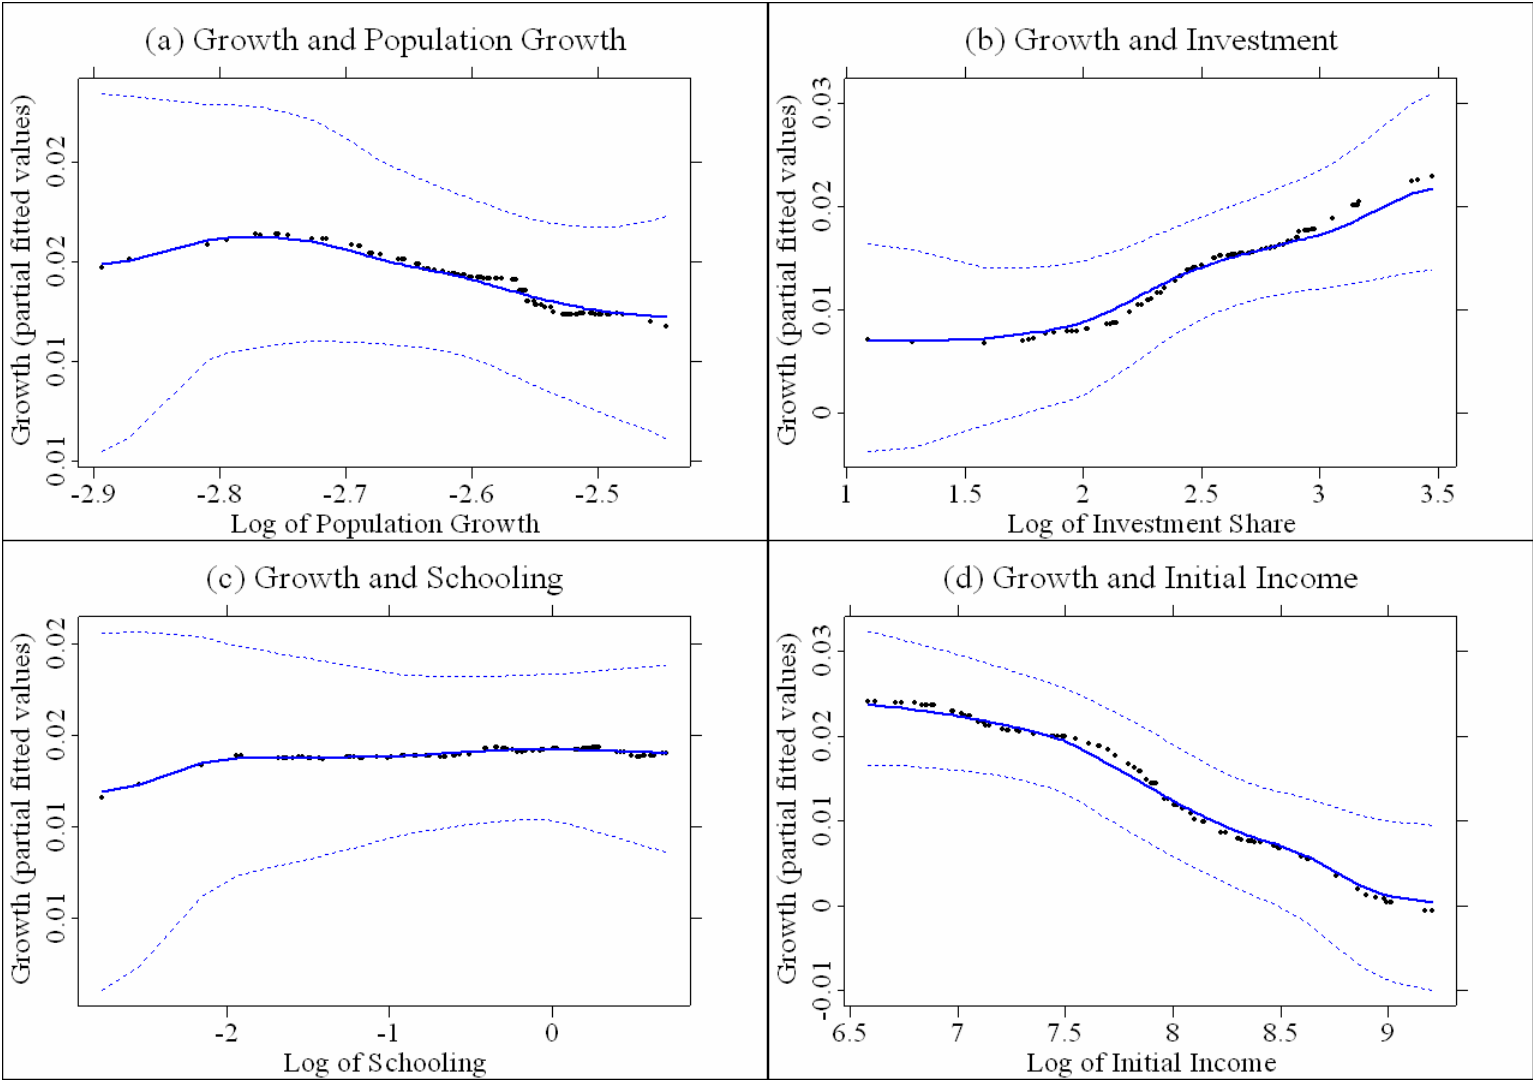 (a) Growth and Population Growth
Growth (partial fitted values)
0.02
0.02
0.01
0.01
-2.9 -2.8 -2.7 -2.6 -2.5
Log of Population Growth
(b) Growth and Investment
Growth (partial fitted values)
0.03
0.02
0.01
0
1 1.5 2 2.5 3 3.5
Log of Investment Share
(c) Growth and Schooling
Growth (partial fitted values)
0.02
0.02
0.01
0.01
-2 -1 0
Log of Schooling
(d) Growth and Initial Income
Growth (partial fitted values)
0.03
0.02
0.01
0
-0.01
6.5 7 7.5 8 8.5 9
Log of Initial Income